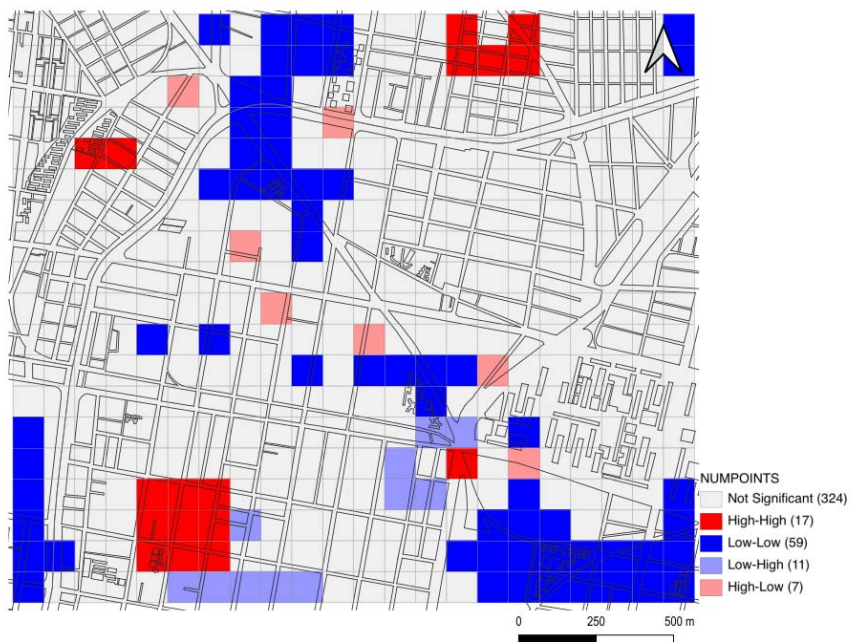 NUMPOINTS
Not Significant (324)
High-High (17)
Low-Low (59)
Low-High (11)
High-Low (7)
0 250 500 m